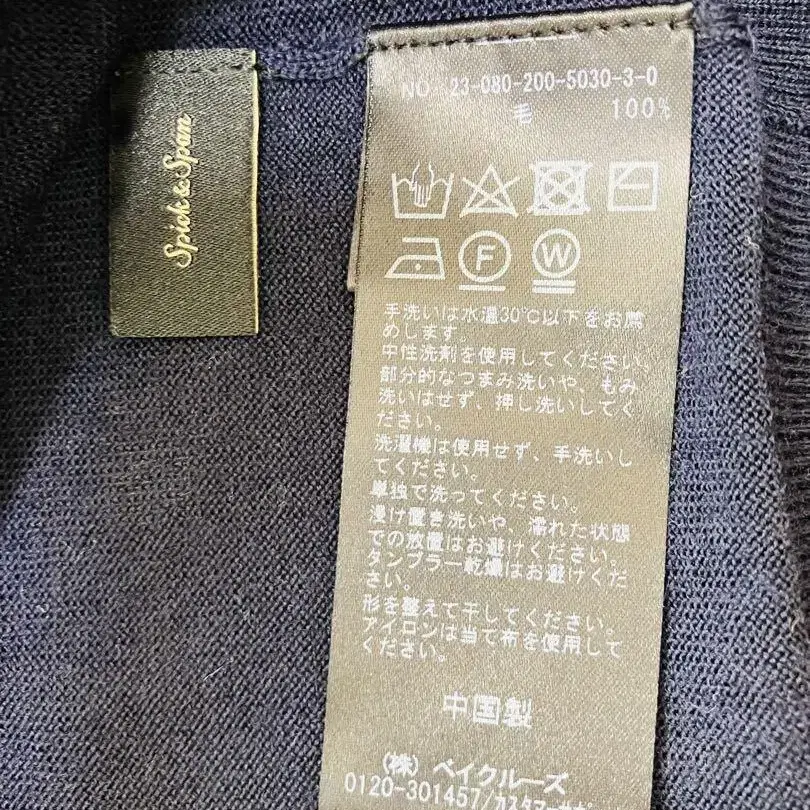 Spick & Span
NO 23-080-200-5030-3-0
毛 100%
F W
手洗いは水温30℃以下をお薦
めします。
中性洗剤を使用してください。
部分的なつまみ洗いや、もみ
洗いはせず、押し洗いしてく
ださい。
洗濯機は使用せず、手洗いし
てください。
単独で洗ってください。
浸け置き洗いや、濡れた状態
での放置はお避けください。
タンブラー乾燥はお避けくだ
さい。
形を整えて干してください。
アイロンは当て布を使用して
ください。
中国製
(株) ベイクルーズ
0120-301457/カスタマー